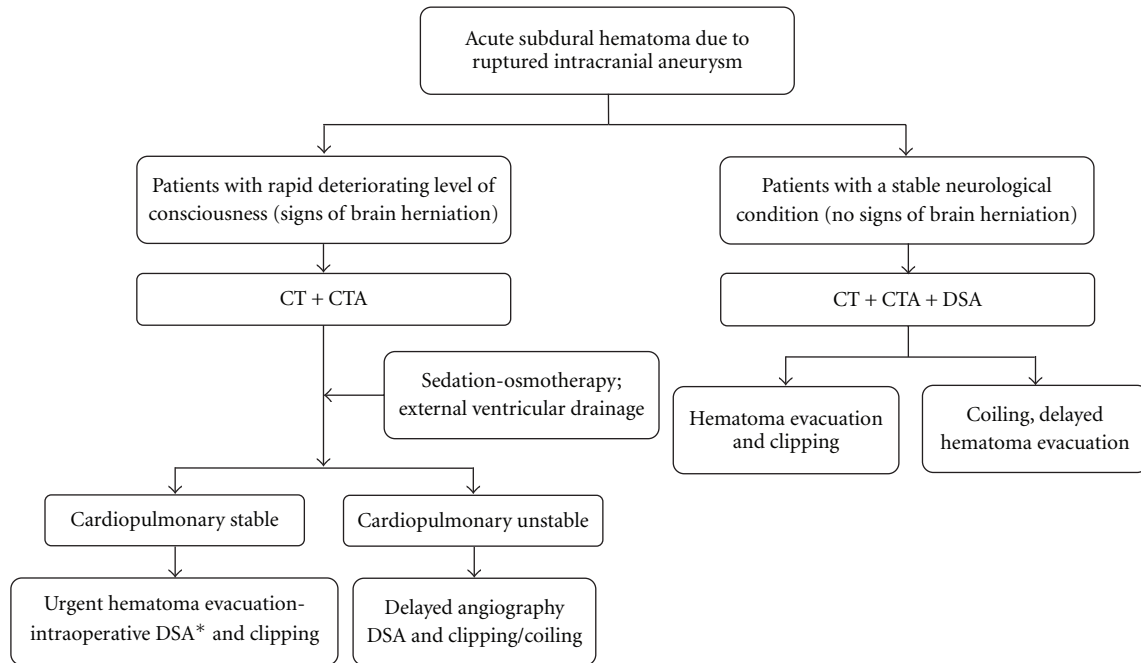 Acute subdural hematoma due to
ruptured intracranial aneurysm
Patients with rapid deteriorating level of
consciousness (signs of brain herniation)
Patients with a stable neurological
condition (no signs of brain herniation)
CT + CTA
CT + CTA + DSA
Sedation-osmotherapy;
external ventricular drainage
Hematoma evacuation
and clipping
Coiling, delayed
hematoma evacuation
Cardiopulmonary stable
Cardiopulmonary unstable
Urgent hematoma evacuation-
intraoperative DSA* and clipping
Delayed angiography
DSA and clipping/coiling